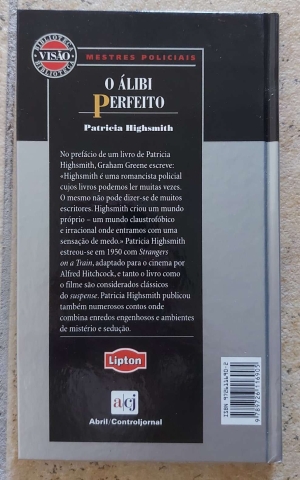 BIBLIOTECA
VISÃO
BIBLIOTECA
MESTRES POLICIAIS
O ÁLIBI
PERFEITO
Patricia Highsmith
No prefácio de um livro de Patricia
Highsmith, Graham Greene escreve:
«Highsmith é uma romancista policial
cujos livros podemos ler muitas vezes.
O mesmo não pode dizer-se de muitos
escritores. Highsmith criou um mundo
próprio – um mundo claustrofóbico
e irracional onde entramos com uma
sensação de medo.» Patricia Highsmith
estreou-se em 1950 com Strangers
on a Train, adaptado para o cinema por
Alfred Hitchcock, e tanto o livro como
o filme são considerados clássicos
do suspense. Patricia Highsmith publicou
também numerosos contos onde
combina enredos engenhosos e ambientes
de mistério e sedução.
Lipton
a|cj
Abril/Controljornal